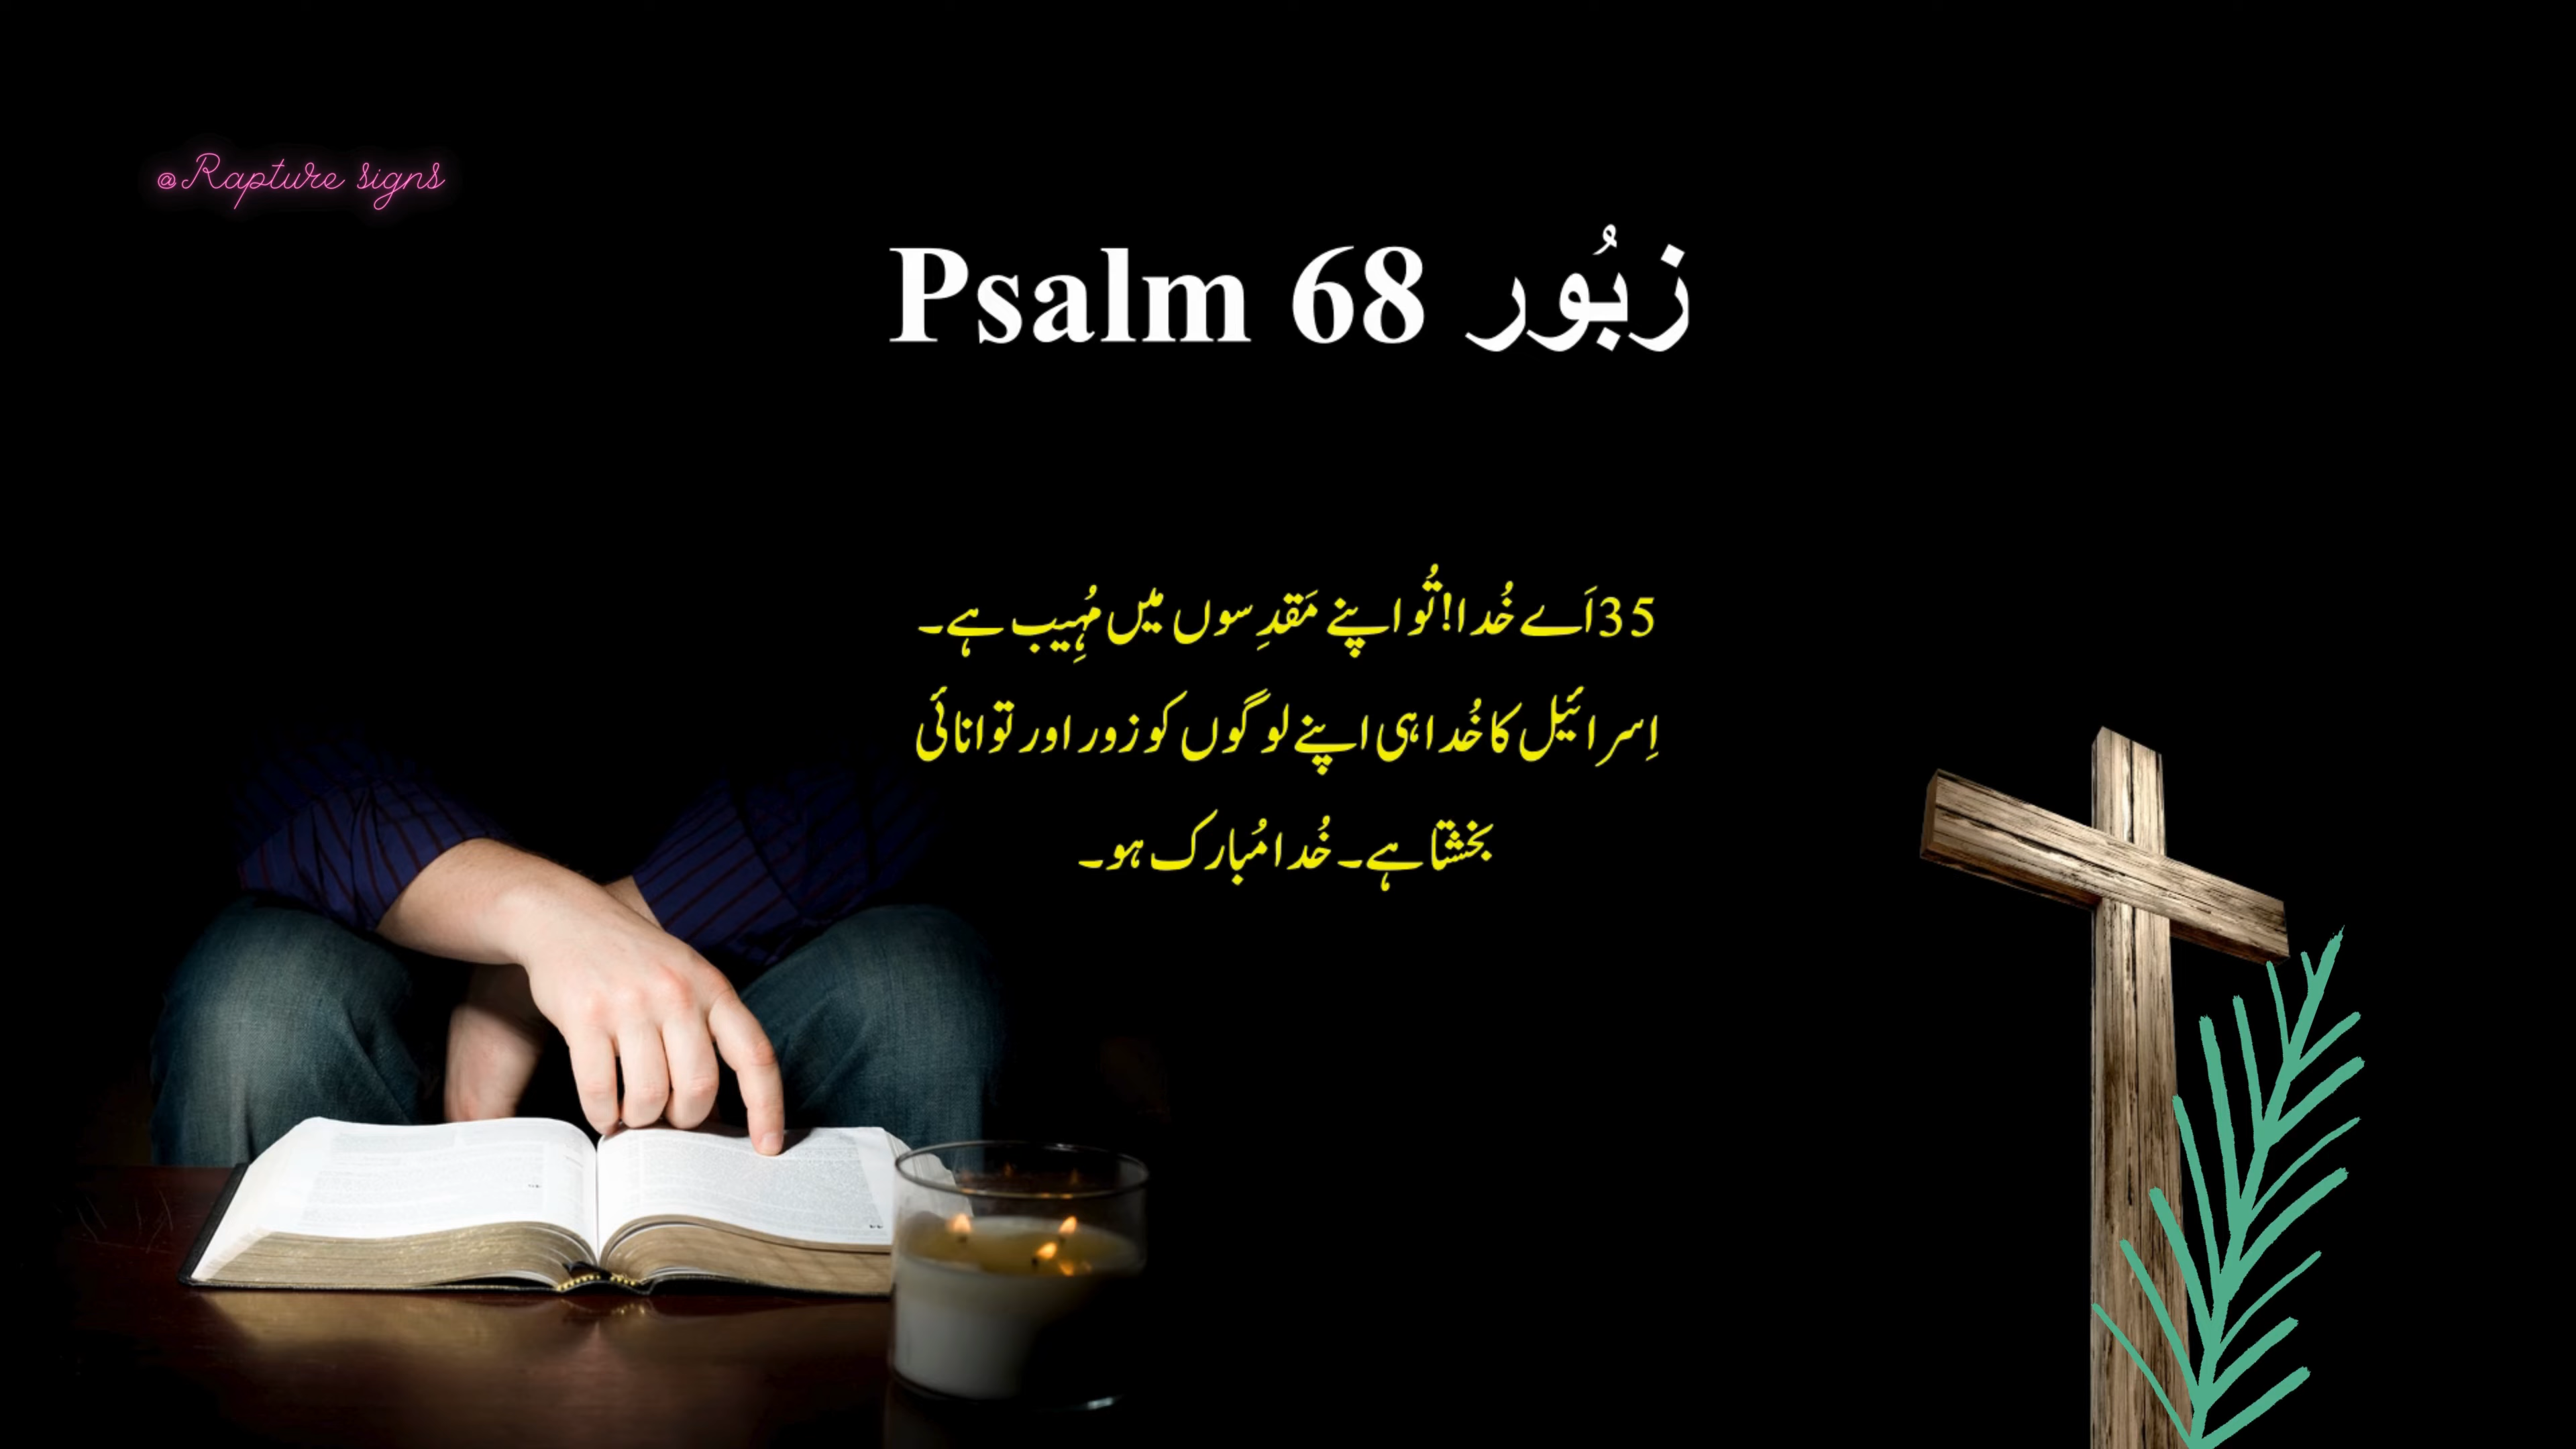 @Rapture signs
Psalm 68 زبُور
35اَے خُدا! تُو اپنے مَقدِسوں میں مُہِیب ہے۔
اِسرائیل کا خُدا ہی اپنے لوگوں کو زور اور توانائی
بخشتا ہے۔ خُدا مُبارک ہو۔